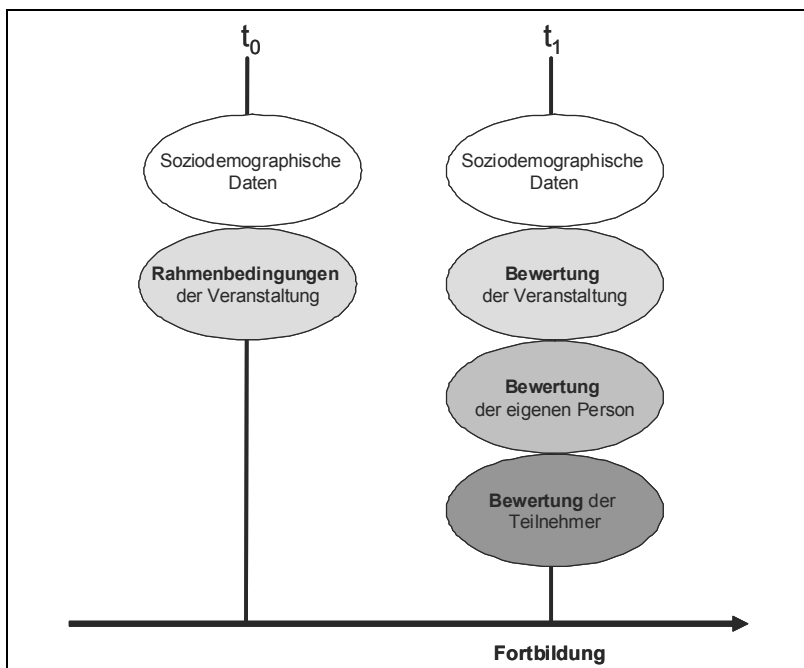 t0
Soziodemographische
Daten
Rahmenbedingungen
der Veranstaltung
t1
Soziodemographische
Daten
Bewertung
der Veranstaltung
Bewertung
der eigenen Person
Bewertung der
Teilnehmer
Fortbildung